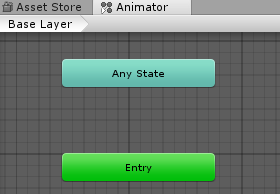 Asset Store Animator
Base Layer
Any State
Entry